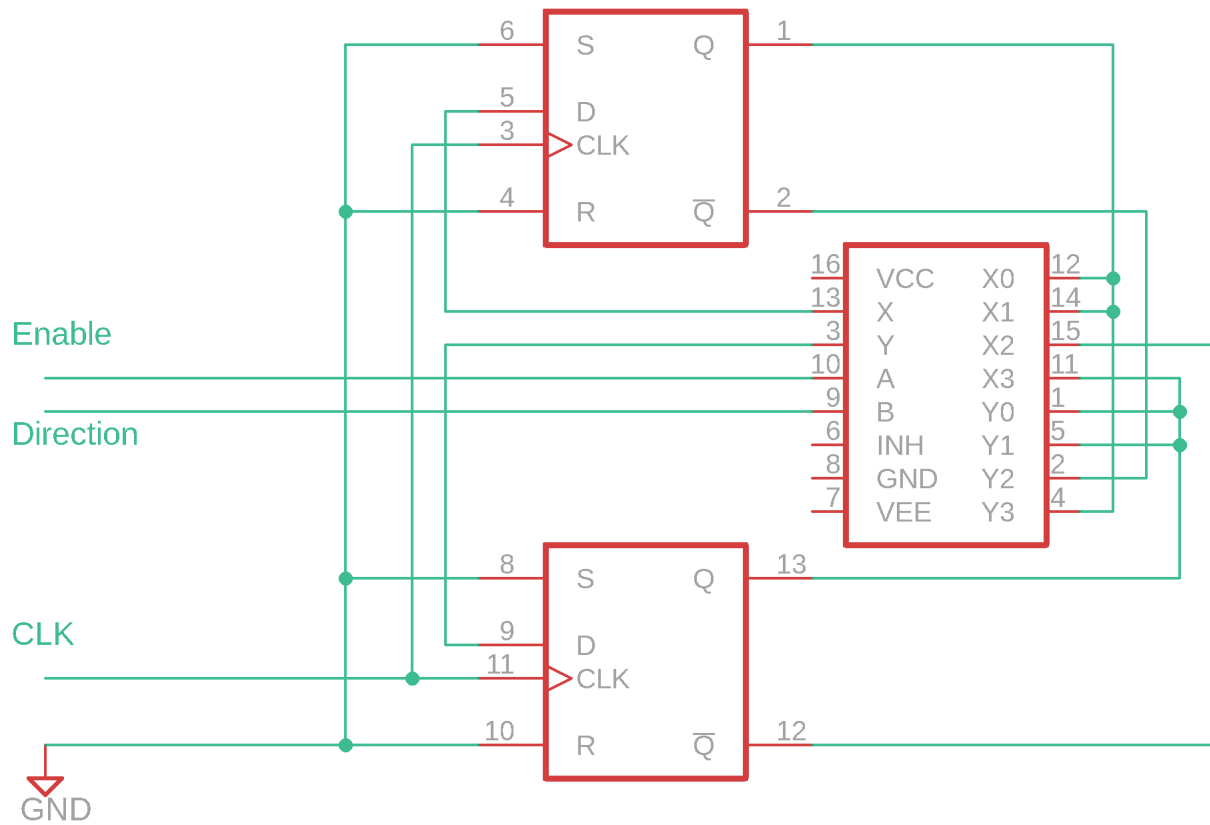 6 S Q 1
5 D
3 CLK
4 R Q 2
16 VCC X0 12
13 X X1 14
Enable 3 Y X2 15
10 A X3 11
9 B Y0 1
Direction 6 INH Y1 5
8 GND Y2 2
7 VEE Y3 4
8 S Q 13
CLK 9 D
11 CLK
10 R Q 12
GND